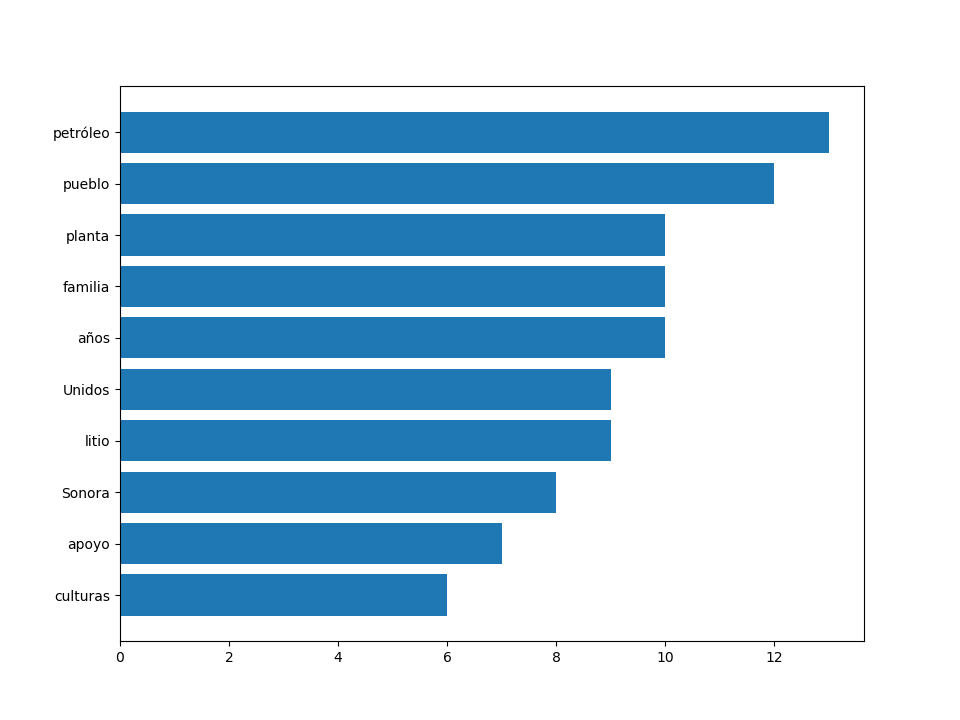 petróleo
pueblo
planta
familia
años
Unidos
litio
Sonora
apoyo
culturas
0 2 4 6 8 10 12